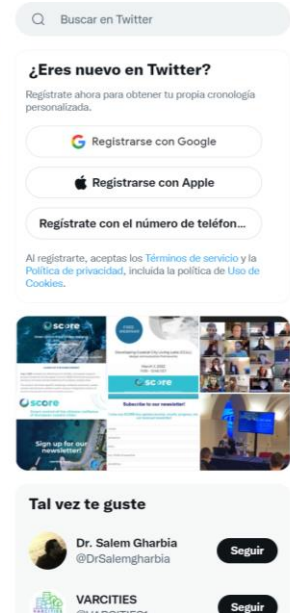 Buscar en Twitter
¿Eres nuevo en Twitter?
Regístrate ahora para obtener tu propia cronología
personalizada.
Registrarse con Google
Registrarse con Apple
Regístrate con el número de teléfon...
Al registrarte, aceptas los Términos de servicio y la
Política de privacidad, incluida la política de Uso de
Cookies.
score
score
Sign up for our
newsletter!
score
Subscribe to our newsletter!
Tal vez te guste
Dr. Salem Gharbia
@DrSalemgharbia
Seguir
VARCITIES
Seguir